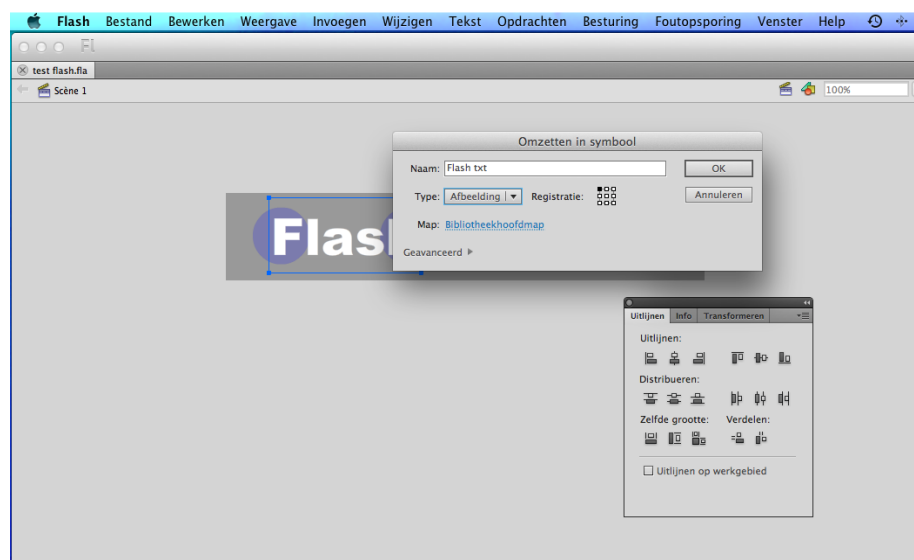 Flash Bestand Bewerken Weergave Invoegen Wijzigen Tekst Opdrachten Besturing Foutopsporing Venster Help
Fl
test flash.fla
Scène 1
100%
Omzetten in symbool
Naam: Flash txt
OK
Type: Afbeelding
Registratie:
Annuleren
Map: Bibliotheekhoofdmap
Geavanceerd
Flas
Uitlijnen Info Transformeren
Uitlijnen:
Distribueren:
Zelfde grootte: Verdelen:
Uitlijnen op werkgebied